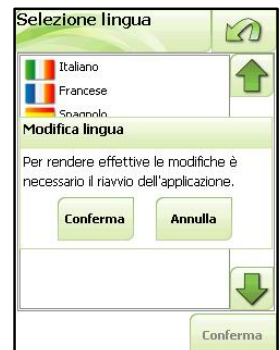 Selezione lingua
Italiano
Francese
Spagnolo
Modifica lingua
Per rendere effettive le modifiche è
necessario il riavvio dell'applicazione.
Conferma
Annulla
Conferma